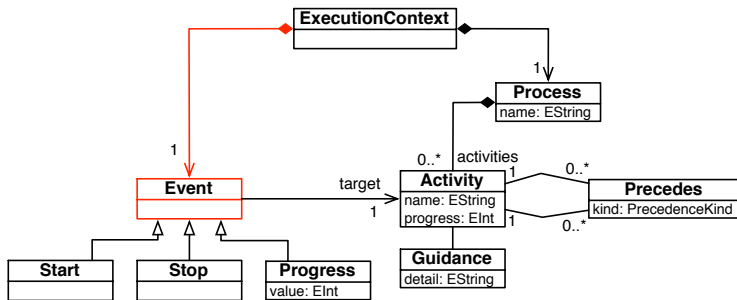 ExecutionContext
1
Process
name: EString
0..*
activities
1
Event
target
1
Activity
name: EString
progress: EInt
1
0..*
1
0..*
Precedes
kind: PrecedenceKind
Start
Stop
Progress
value: EInt
Guidance
detail: EString